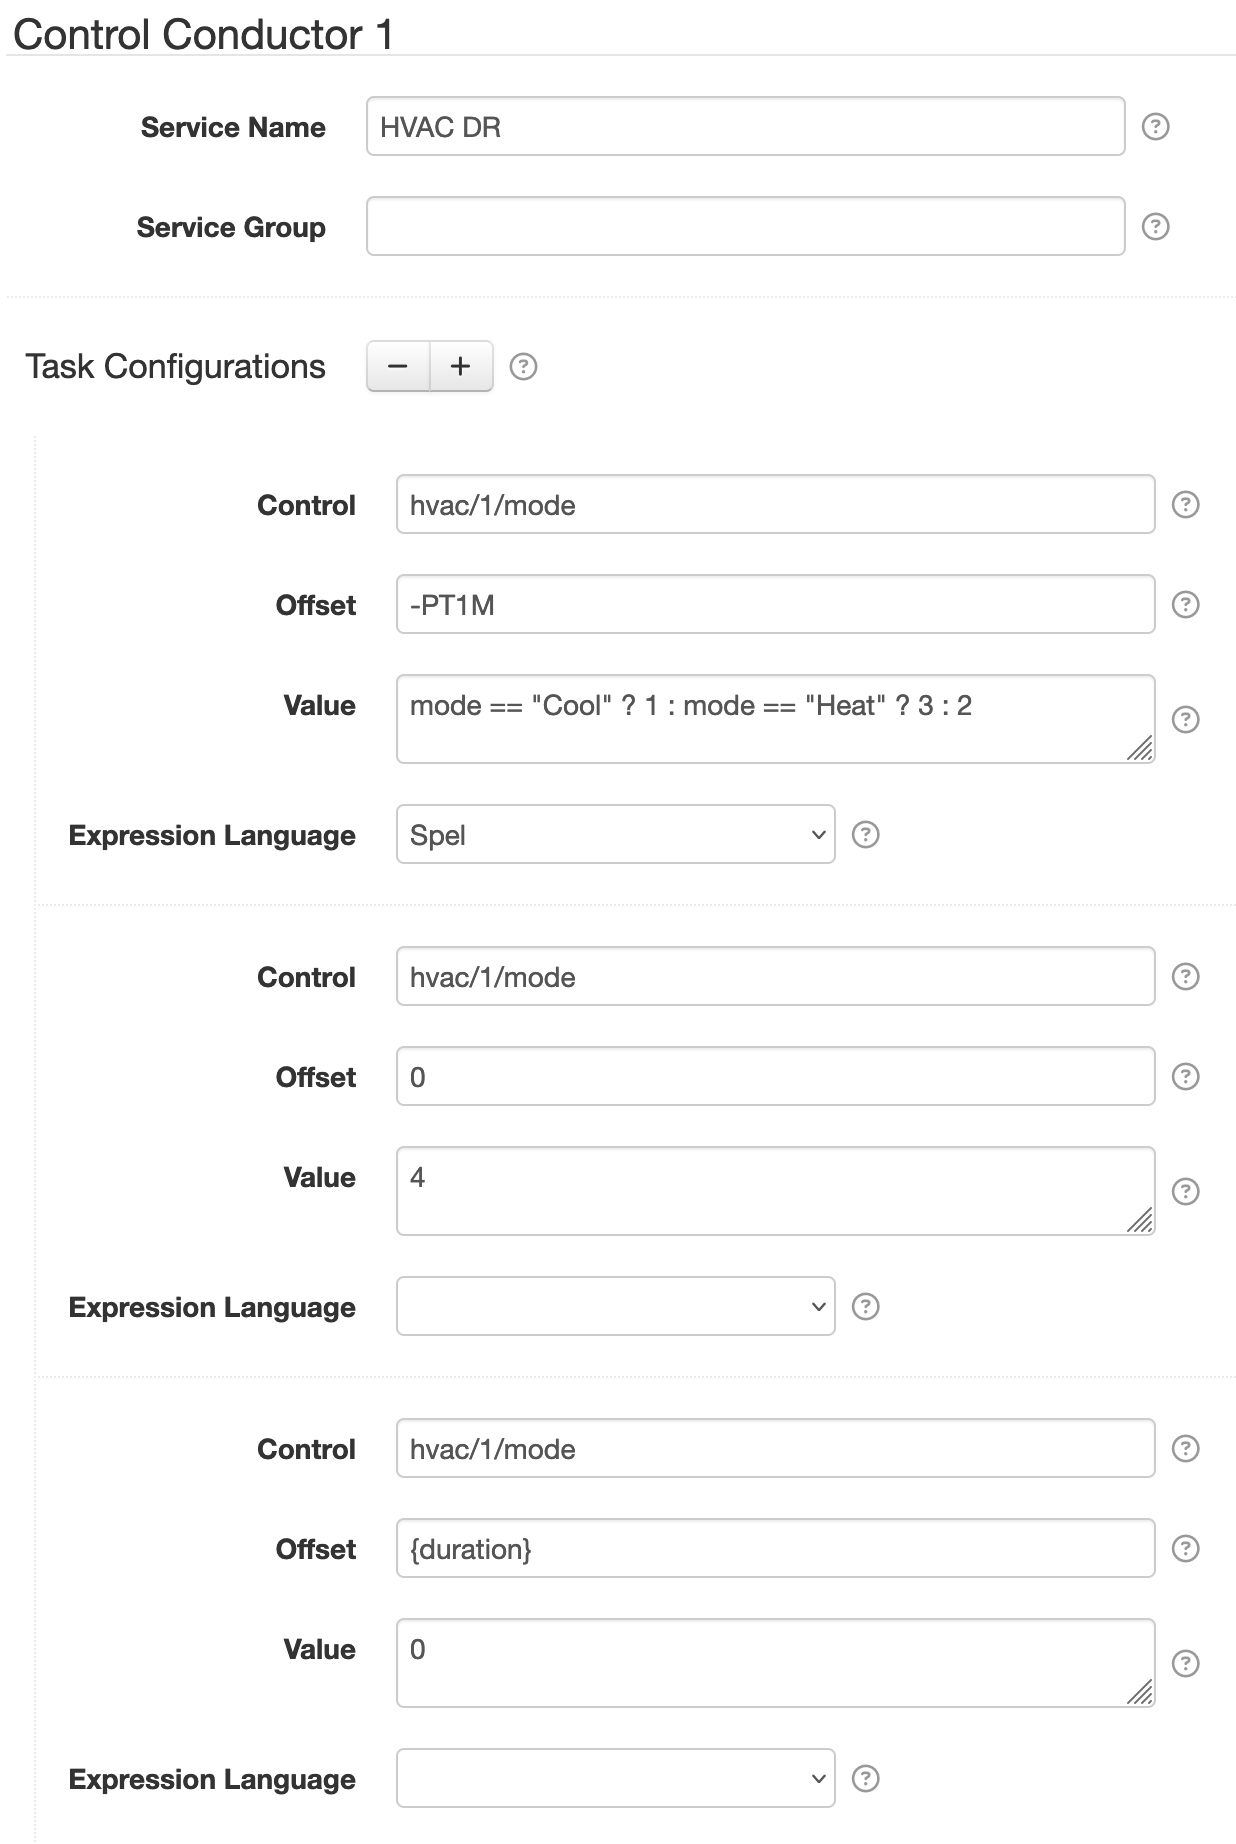 Control Conductor 1
Service Name HVAC DR ?
Service Group ?
Task Configurations − + ?
Control hvac/1/mode ?
Offset -PT1M ?
Value mode == "Cool" ? 1 : mode == "Heat" ? 3 : 2 ?
Expression Language Spel ?
Control hvac/1/mode ?
Offset 0 ?
Value 4 ?
Expression Language ?
Control hvac/1/mode ?
Offset {duration} ?
Value 0 ?
Expression Language ?